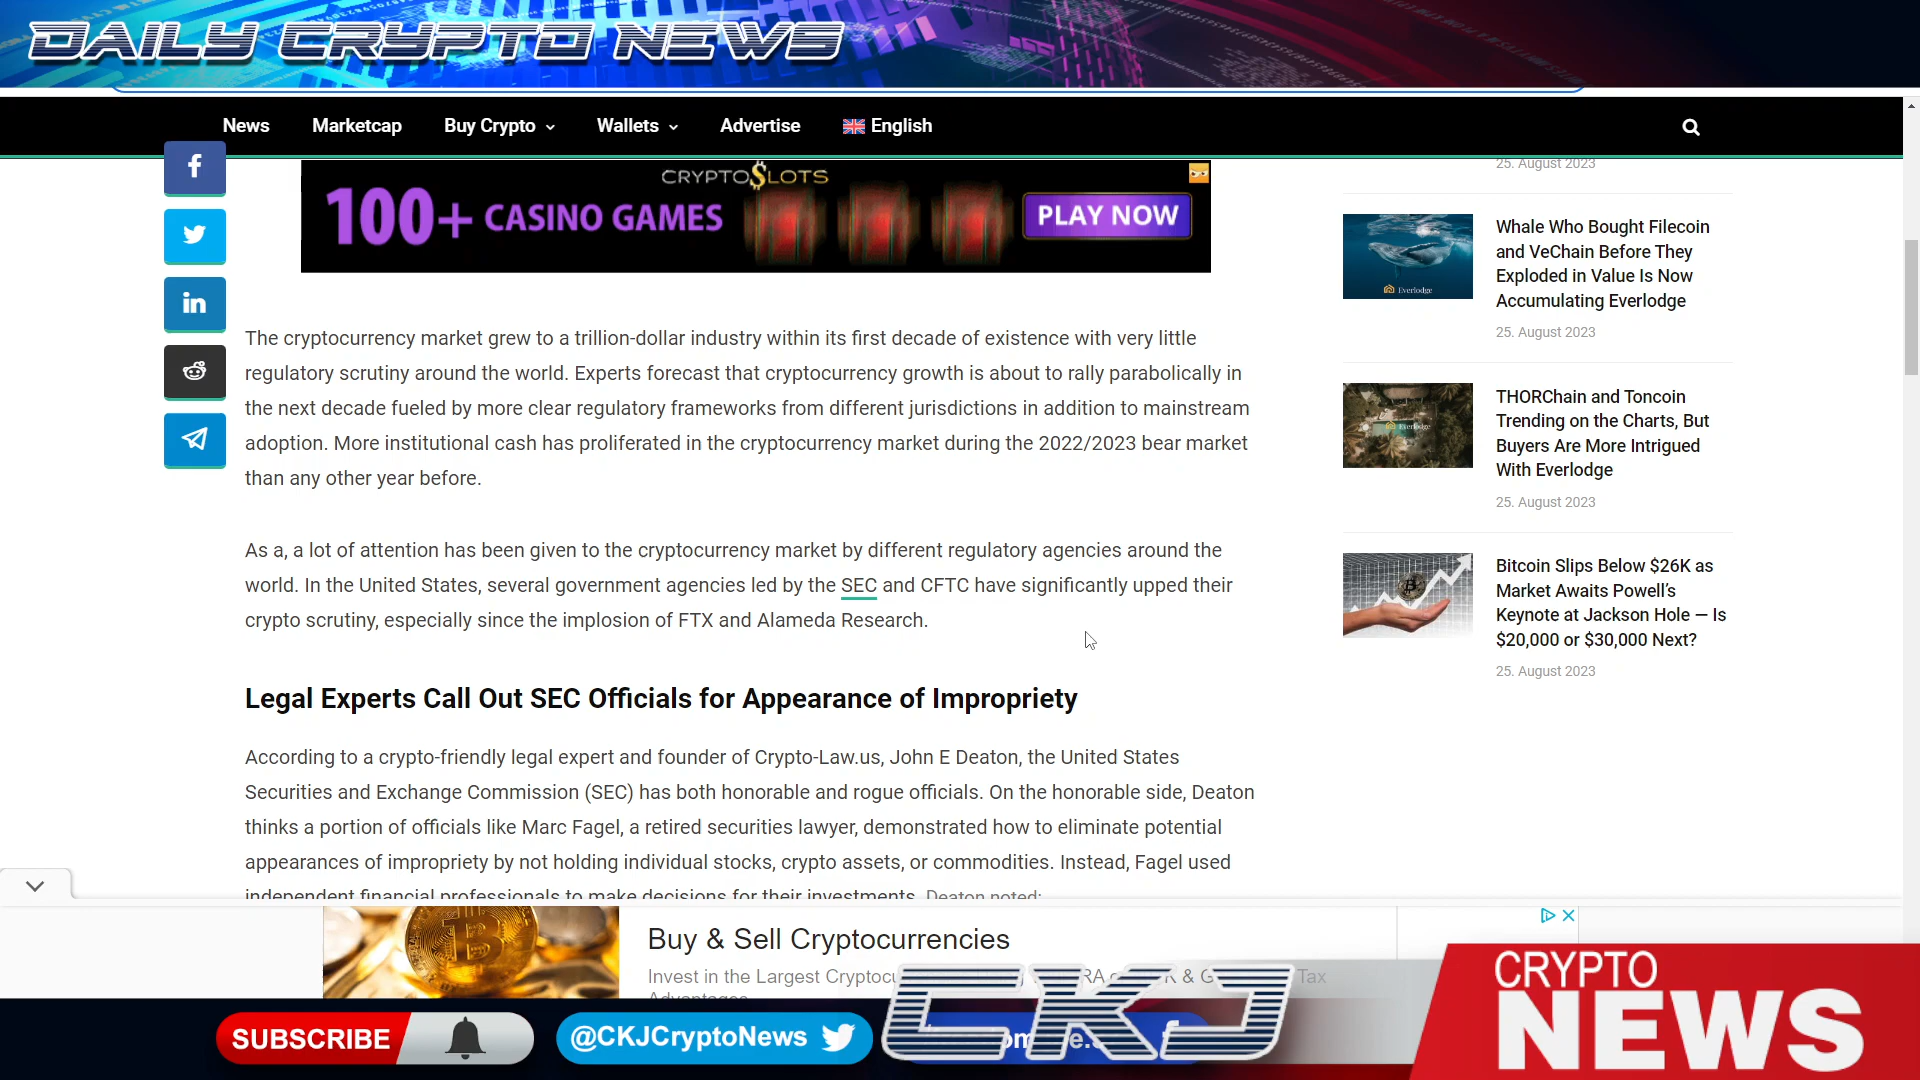 DAILY CRYPTO NEWS
News
Marketcap
Buy Crypto
Wallets
Advertise
English
CRYPTO$LOTS
100+ CASINO GAMES
PLAY NOW
The cryptocurrency market grew to a trillion-dollar industry within its first decade of existence with very little
regulatory scrutiny around the world. Experts forecast that cryptocurrency growth is about to rally parabolically in
the next decade fueled by more clear regulatory frameworks from different jurisdictions in addition to mainstream
adoption. More institutional cash has proliferated in the cryptocurrency market during the 2022/2023 bear market
than any other year before.
As a, a lot of attention has been given to the cryptocurrency market by different regulatory agencies around the
world. In the United States, several government agencies led by the SEC and CFTC have significantly upped their
crypto scrutiny, especially since the implosion of FTX and Alameda Research.
Legal Experts Call Out SEC Officials for Appearance of Impropriety
According to a crypto-friendly legal expert and founder of Crypto-Law.us, John E Deaton, the United States
Securities and Exchange Commission (SEC) has both honorable and rogue officials. On the honorable side, Deaton
thinks a portion of officials like Marc Fagel, a retired securities lawyer, demonstrated how to eliminate potential
appearances of impropriety by not holding individual stocks, crypto assets, or commodities. Instead, Fagel used
independent financial professionals to make decisions for their investments. Deaton noted:
25. August 2023
Everlodge
Whale Who Bought Filecoin
and VeChain Before They
Exploded in Value Is Now
Accumulating Everlodge
25. August 2023
Everlodge
THORChain and Toncoin
Trending on the Charts, But
Buyers Are More Intrigued
With Everlodge
25. August 2023
Bitcoin Slips Below $26K as
Market Awaits Powell's
Keynote at Jackson Hole — Is
$20,000 or $30,000 Next?
25. August 2023
Buy & Sell Cryptocurrencies
Invest in the Largest Tax
Advantages
SUBSCRIBE
@CKJCryptoNews
CKJ
CRYPTO
NEWS